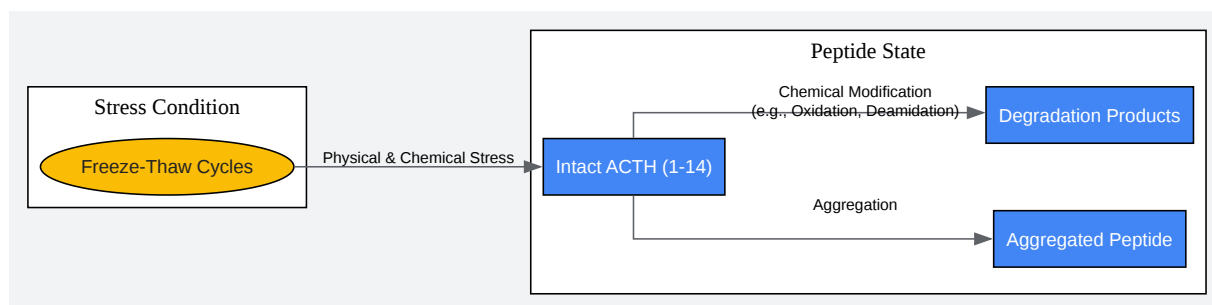 Stress Condition
Freeze-Thaw Cycles
Physical & Chemical Stress
Peptide State
Intact ACTH (1-14)
Chemical Modification
(e.g., Oxidation, Deamidation)
Degradation Products
Aggregation
Aggregated Peptide